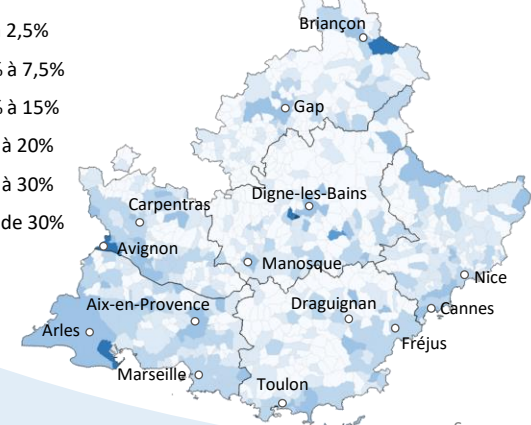 2,5%
à 7,5%
à 15%
à 20%
à 30%
de 30%
Briançon
Gap
Digne-les-Bains
Carpentras
Avignon
Manosque
Nice
Aix-en-Provence
Draguignan
Cannes
Arles
Fréjus
Marseille
Toulon